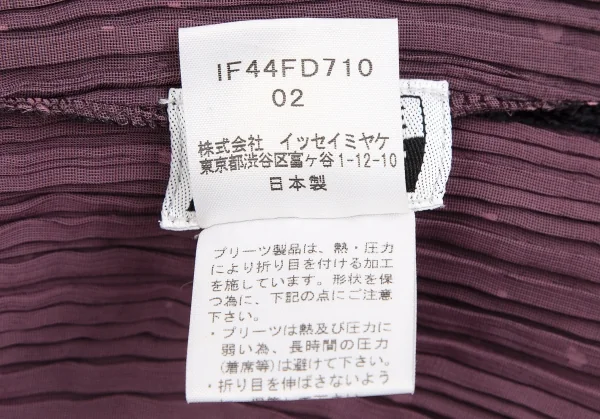 IF44FD710
02
株式会社 イッセイミヤケ
東京都渋谷区富ヶ谷1-12-10
日本製
プリーツ製品は、熱・圧力
により折り目を付ける加工
を施しています。形状を保
つ為に、下記の点にご注意
下さい。
・プリーツは熱及び圧力に
弱い為、長時間の圧力
(着席等)は避けて下さい。
・折り目を伸ばさないよう